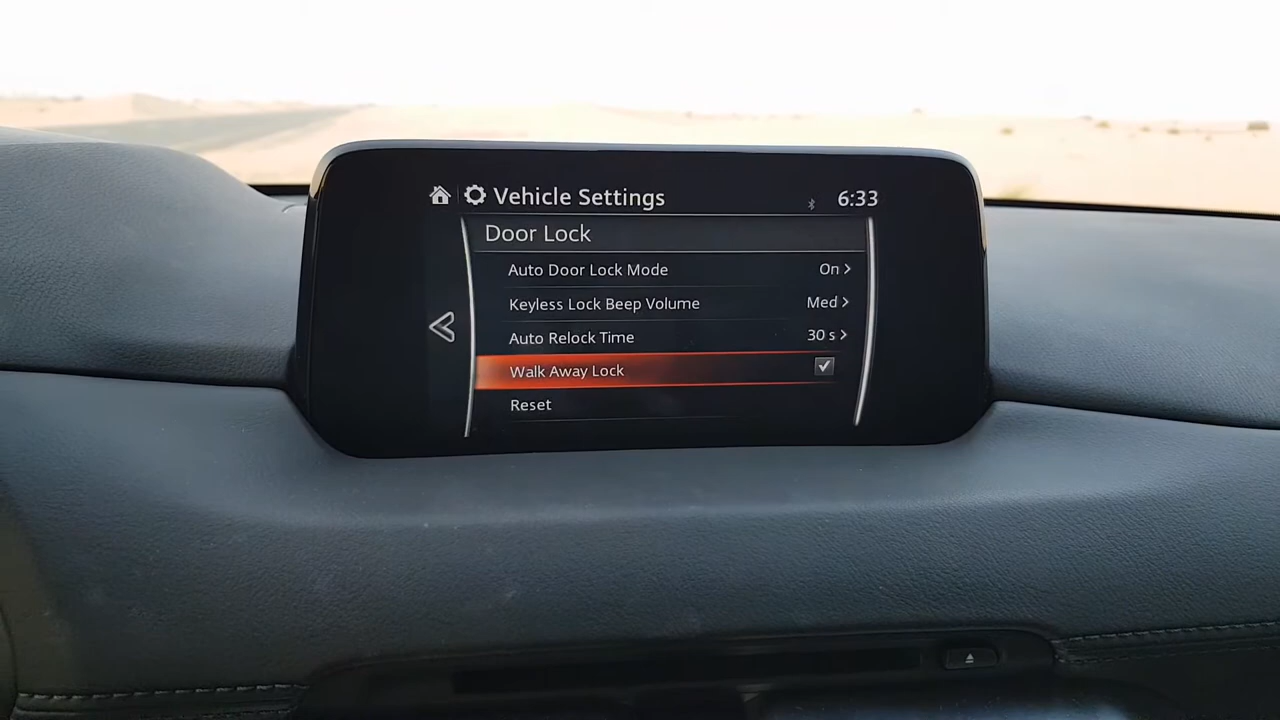 Vehicle Settings 6:33
Door Lock
Auto Door Lock Mode On
Keyless Lock Beep Volume Med
Auto Relock Time 30 s
Walk Away Lock
Reset